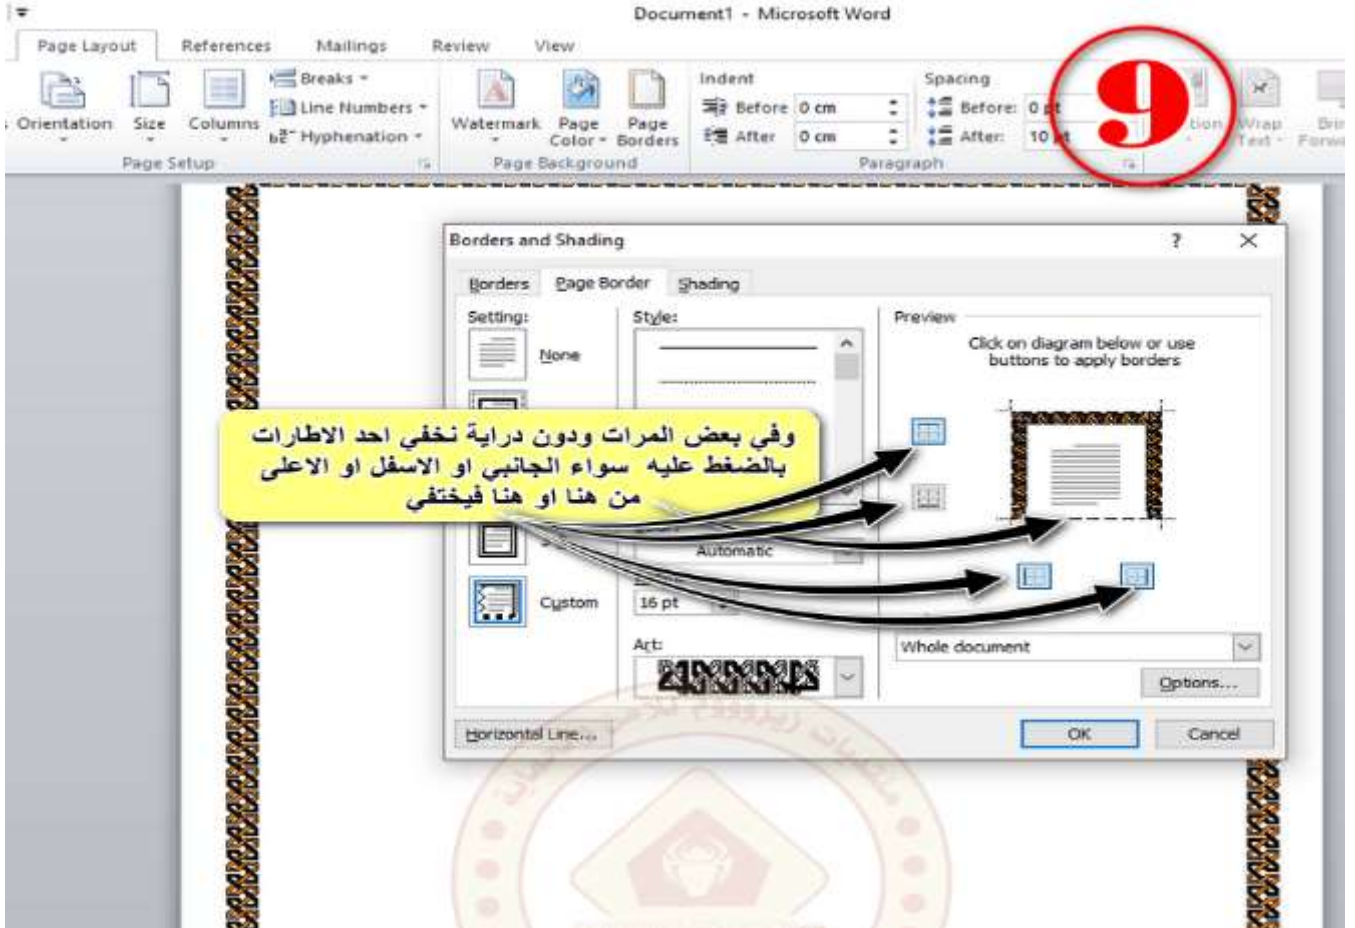 Document1 - Microsoft Word
Page Layout References Mailings Review View
Orientation Size Columns
Breaks
Line Numbers
Hyphenation
Page Setup
Watermark Page Color Page Borders
Page Background
Indent
Before 0 cm
After 0 cm
Spacing
Before: 0 pt
After: 10 pt
Paragraph
Wrap Text
9
Borders and Shading ? 
Borders Page Border Shading
Setting:
None
Custom
Style:
Automatic
16 pt
Art:
Preview
Click on diagram below or use
buttons to apply borders
وفي بعض المرات ودون دراية نخفي احد الاطارات
بالضغط عليه سواء الجانبي او الاسفل او الاعلى
من هنا او هنا فيختفي
Whole document
Options...
Horizontal Line...
OK Cancel